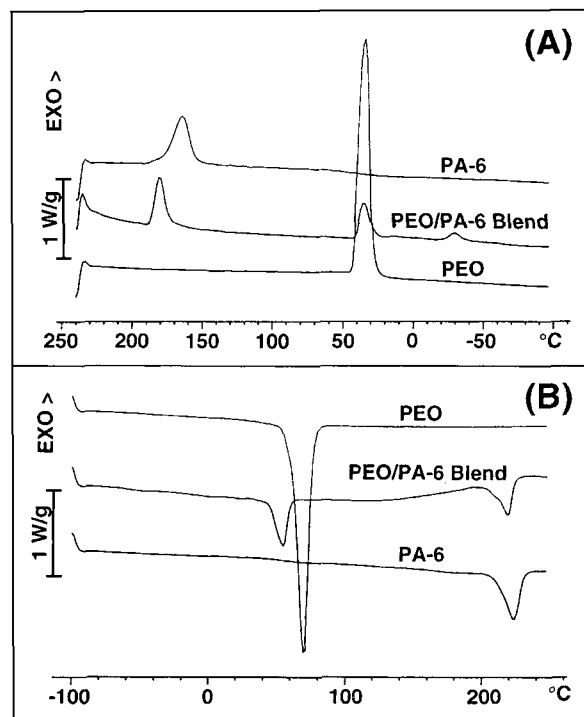 (A)
EXO >
1 W/g
PA-6
PEO/PA-6 Blend
PEO
250 200 150 100 50 0 -50 °C
(B)
EXO >
1 W/g
PEO
PEO/PA-6 Blend
PA-6
-100 0 100 200 °C